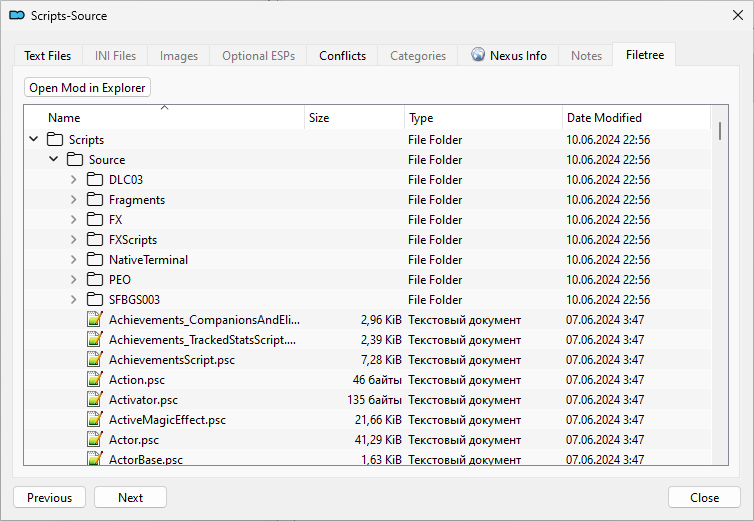 Scripts-Source
Text Files INI Files Images Optional ESPs Conflicts Categories Nexus Info Notes Filetree
Open Mod in Explorer
Name Size Type Date Modified
Scripts File Folder 10.06.2024 22:56
Source File Folder 10.06.2024 22:56
DLC03 File Folder 10.06.2024 22:56
Fragments File Folder 10.06.2024 22:56
FX File Folder 10.06.2024 22:56
FXScripts File Folder 10.06.2024 22:56
NativeTerminal File Folder 10.06.2024 22:56
PEO File Folder 10.06.2024 22:56
SFBGS003 File Folder 10.06.2024 22:56
Achievements_CompanionsAndEli... 2,96 KiB Текстовый документ 07.06.2024 3:47
Achievements_TrackedStatsScript.... 2,39 KiB Текстовый документ 07.06.2024 3:47
AchievementsScript.psc 7,28 KiB Текстовый документ 07.06.2024 3:47
Action.psc 46 байты Текстовый документ 07.06.2024 3:47
Activator.psc 135 байты Текстовый документ 07.06.2024 3:47
ActiveMagicEffect.psc 21,66 KiB Текстовый документ 07.06.2024 3:47
Actor.psc 41,29 KiB Текстовый документ 07.06.2024 3:47
ActorBase.psc 1,63 KiB Текстовый документ 07.06.2024 3:47
Previous Next Close